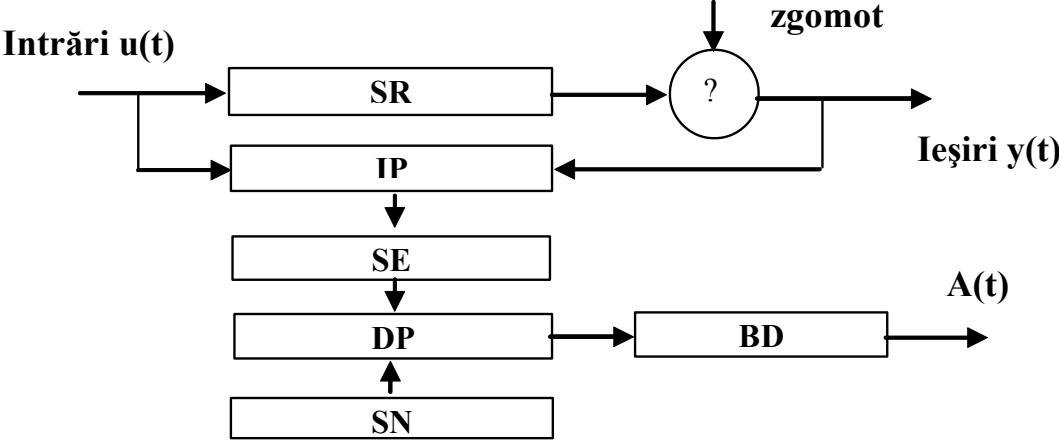 zgomot
Intrări u(t)
SR
?
Ieşiri y(t)
IP
SE
A(t)
DP
BD
SN